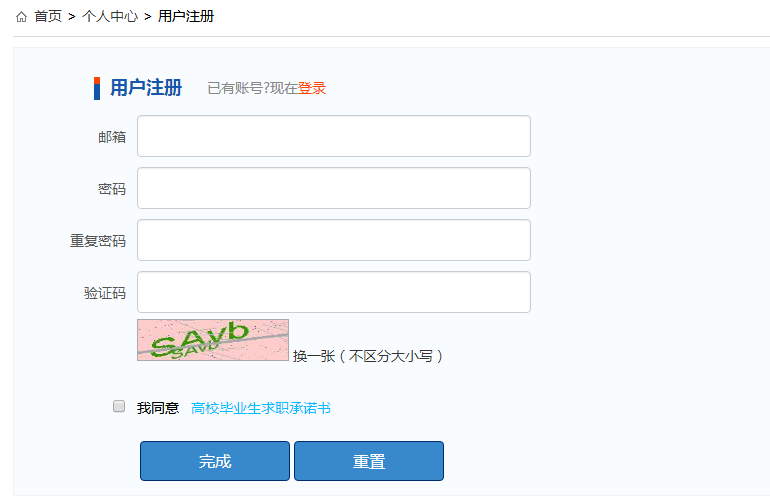 首页 > 个人中心 > 用户注册
用户注册 已有账号?现在登录
邮箱
密码
重复密码
验证码
SAvb
SAVB
换一张（不区分大小写）
我同意 高校毕业生求职承诺书
完成 重置